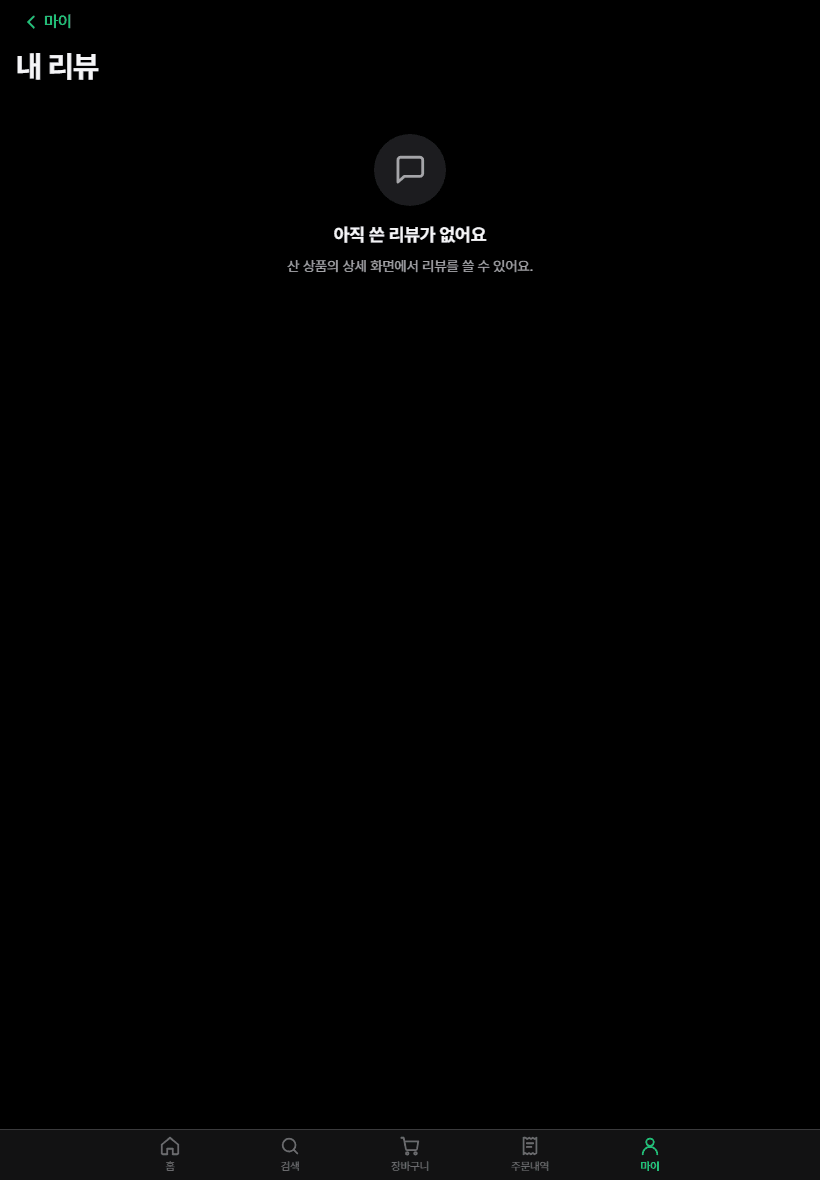 마이
내 리뷰
아직 쓴 리뷰가 없어요
산 상품의 상세 화면에서 리뷰를 쓸 수 있어요.
홈
검색
장바구니
주문내역
마이